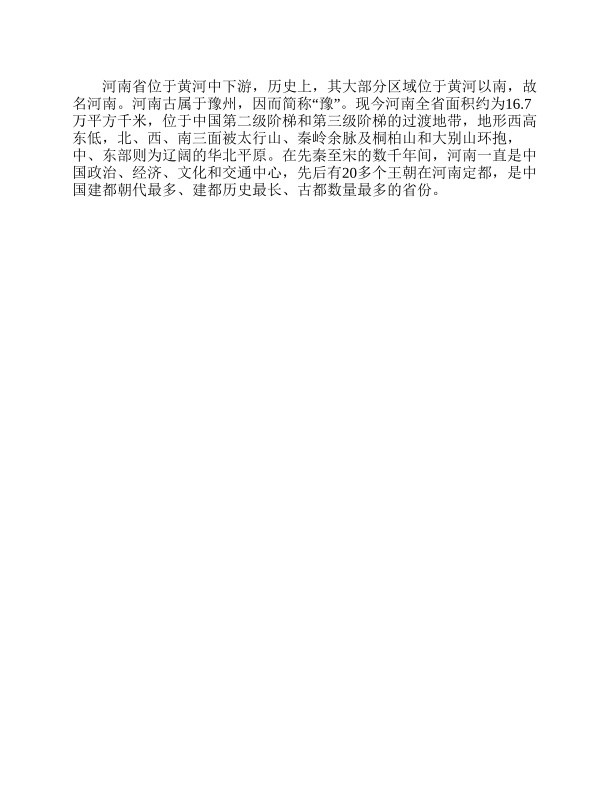 河南省位于黄河中下游，历史上，其大部分区域位于黄河以南，故
名河南。河南古属于豫州，因而简称“豫”。现今河南全省面积约为16.7
万平方千米，位于中国第二级阶梯和第三级阶梯的过渡地带，地形西高
东低，北、西、南三面被太行山、秦岭余脉及桐柏山和大别山环抱，
中、东部则为辽阔的华北平原。在先秦至宋的数千年间，河南一直是中
国政治、经济、文化和交通中心，先后有20多个王朝在河南定都，是中
国建都朝代最多、建都历史最长、古都数量最多的省份。